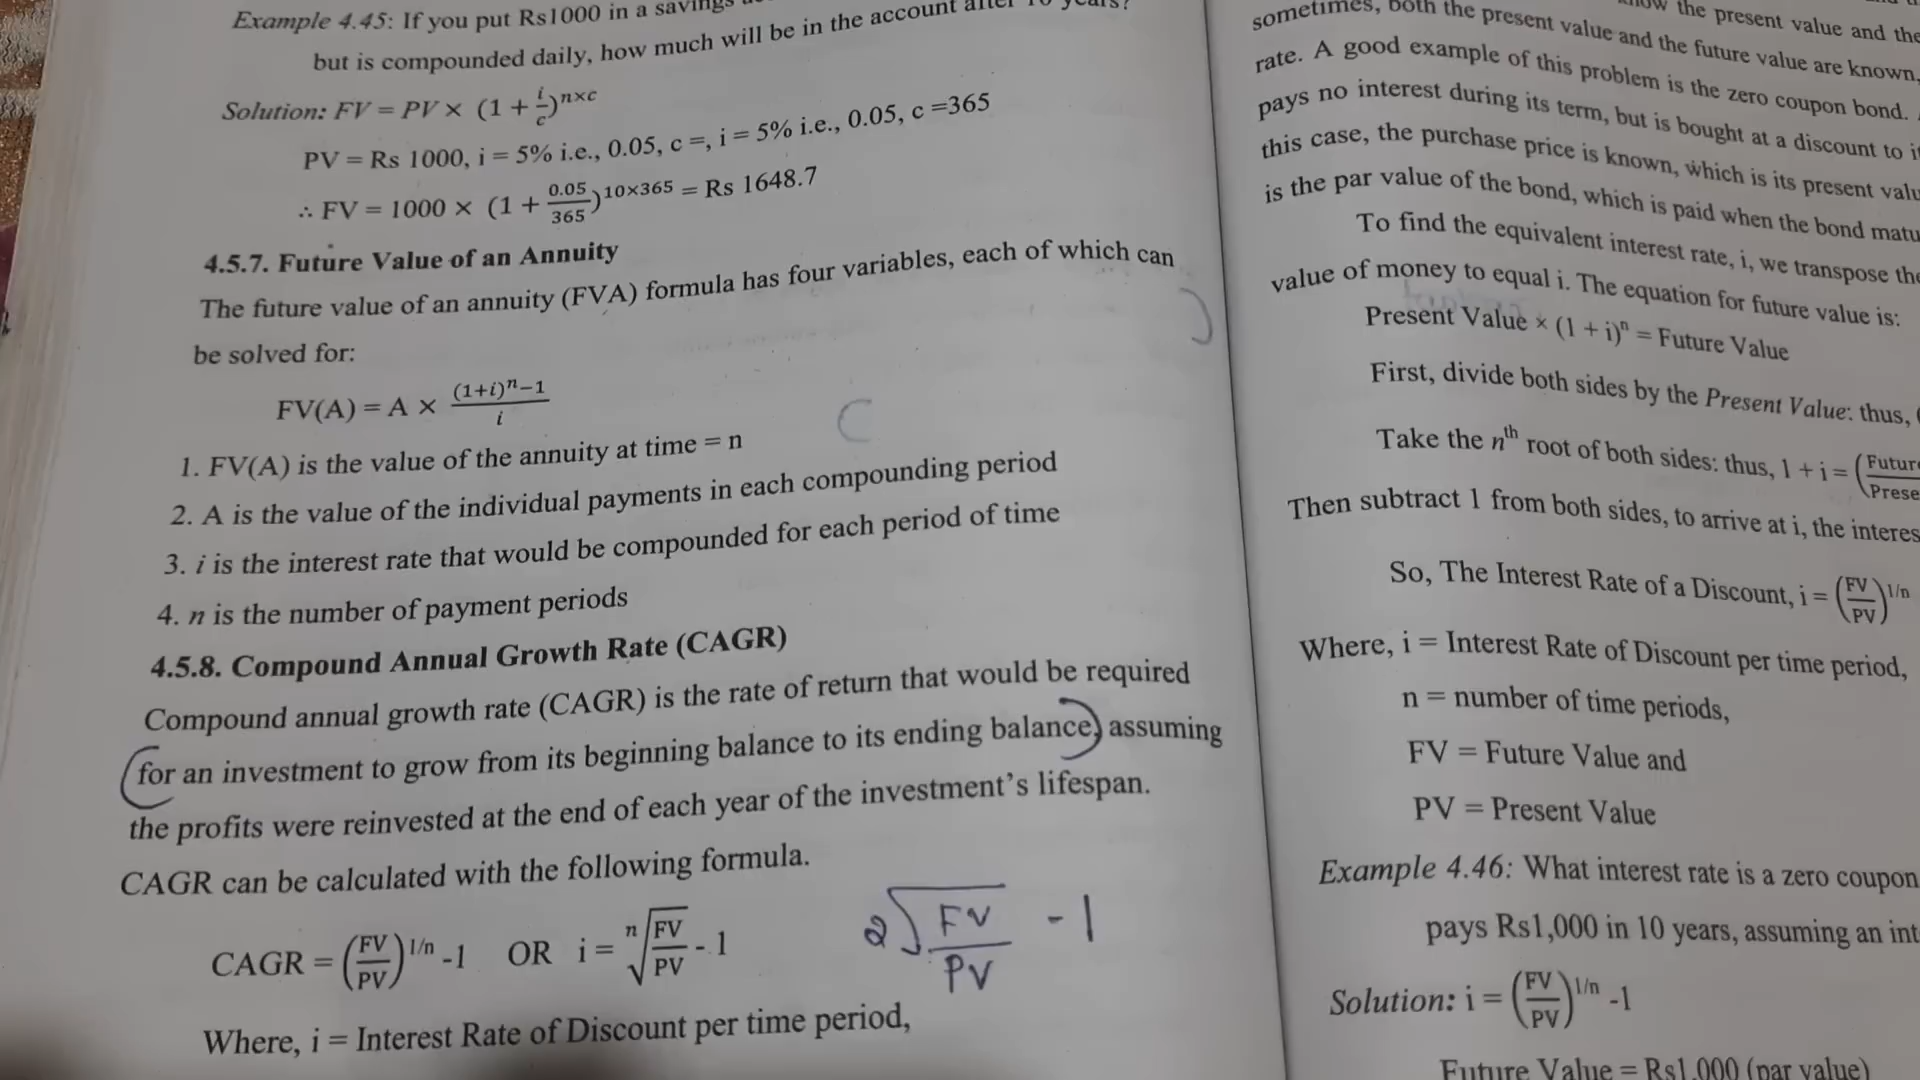 Example 4.45: If you put Rs1000 in a savings
but is compounded daily, how much will be in the account after 10 years?
Solution: FV = PV × (1 + i/c)^n×c
PV = Rs 1000, i = 5% i.e., 0.05, c =, i = 5% i.e., 0.05, c =365
∴ FV = 1000 × (1 + 0.05/365)^10×365 = Rs 1648.7
4.5.7. Future Value of an Annuity
The future value of an annuity (FVA) formula has four variables, each of which can
be solved for:
FV(A) = A × (1+i)^n−1/i
1. FV(A) is the value of the annuity at time = n
2. A is the value of the individual payments in each compounding period
3. i is the interest rate that would be compounded for each period of time
4. n is the number of payment periods
4.5.8. Compound Annual Growth Rate (CAGR)
Compound annual growth rate (CAGR) is the rate of return that would be required
for an investment to grow from its beginning balance to its ending balance, assuming
the profits were reinvested at the end of each year of the investment's lifespan.
CAGR can be calculated with the following formula.
CAGR = (FV/PV)^1/n -1 OR i = n√FV/PV - 1
2√FV/PV - 1
Where, i = Interest Rate of Discount per time period,
know the present value and the
sometimes, both the present value and the future value are known,
rate. A good example of this problem is the zero coupon bond.
pays no interest during its term, but is bought at a discount to
this case, the purchase price is known, which is its present
is the par value of the bond, which is paid when the bond
To find the equivalent interest rate, i, we transpose
value of money to equal i. The equation for future value is:
Present Value × (1 + i)^n = Future Value
First, divide both sides by the Present Value: thus,
Take the nth root of both sides: thus, 1 + i = (
Then subtract 1 from both sides, to arrive at i, the
So, The Interest Rate of a Discount, i = (FV/PV)^1/n
Where, i = Interest Rate of Discount per time period,
n = number of time periods,
FV = Future Value and
PV = Present Value
Example 4.46: What interest rate is a zero coupon
pays Rs1,000 in 10 years, assuming an
Solution: i = (FV/PV)^1/n -1
Future Value = Rs1,000 (par value)